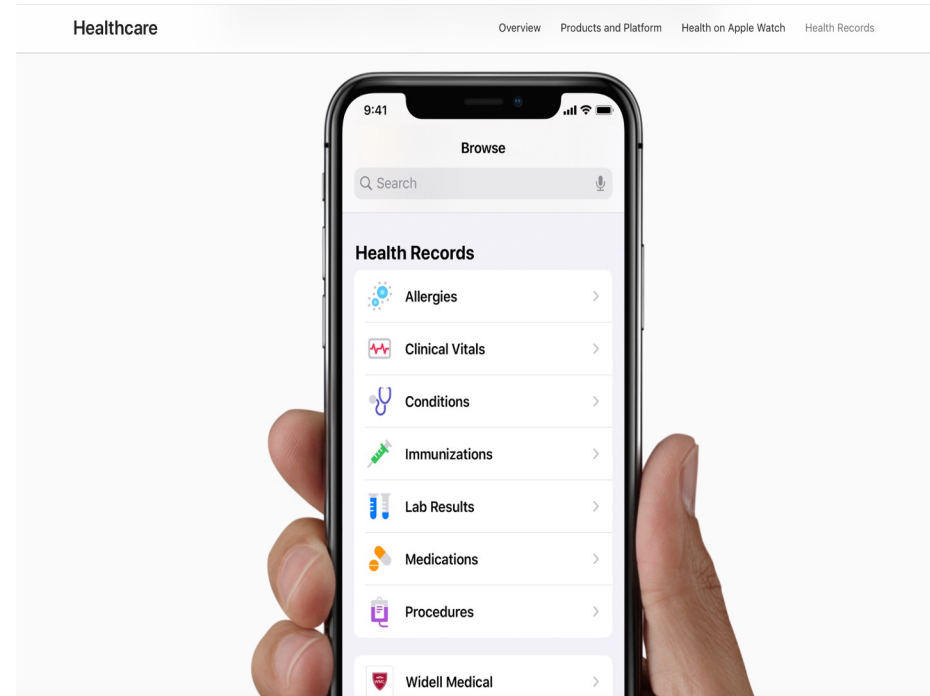 Healthcare
Overview Products and Platform Health on Apple Watch Health Records
9:41
Browse
Search
Health Records
Allergies
Clinical Vitals
Conditions
Immunizations
Lab Results
Medications
Procedures
WMC
Widell Medical